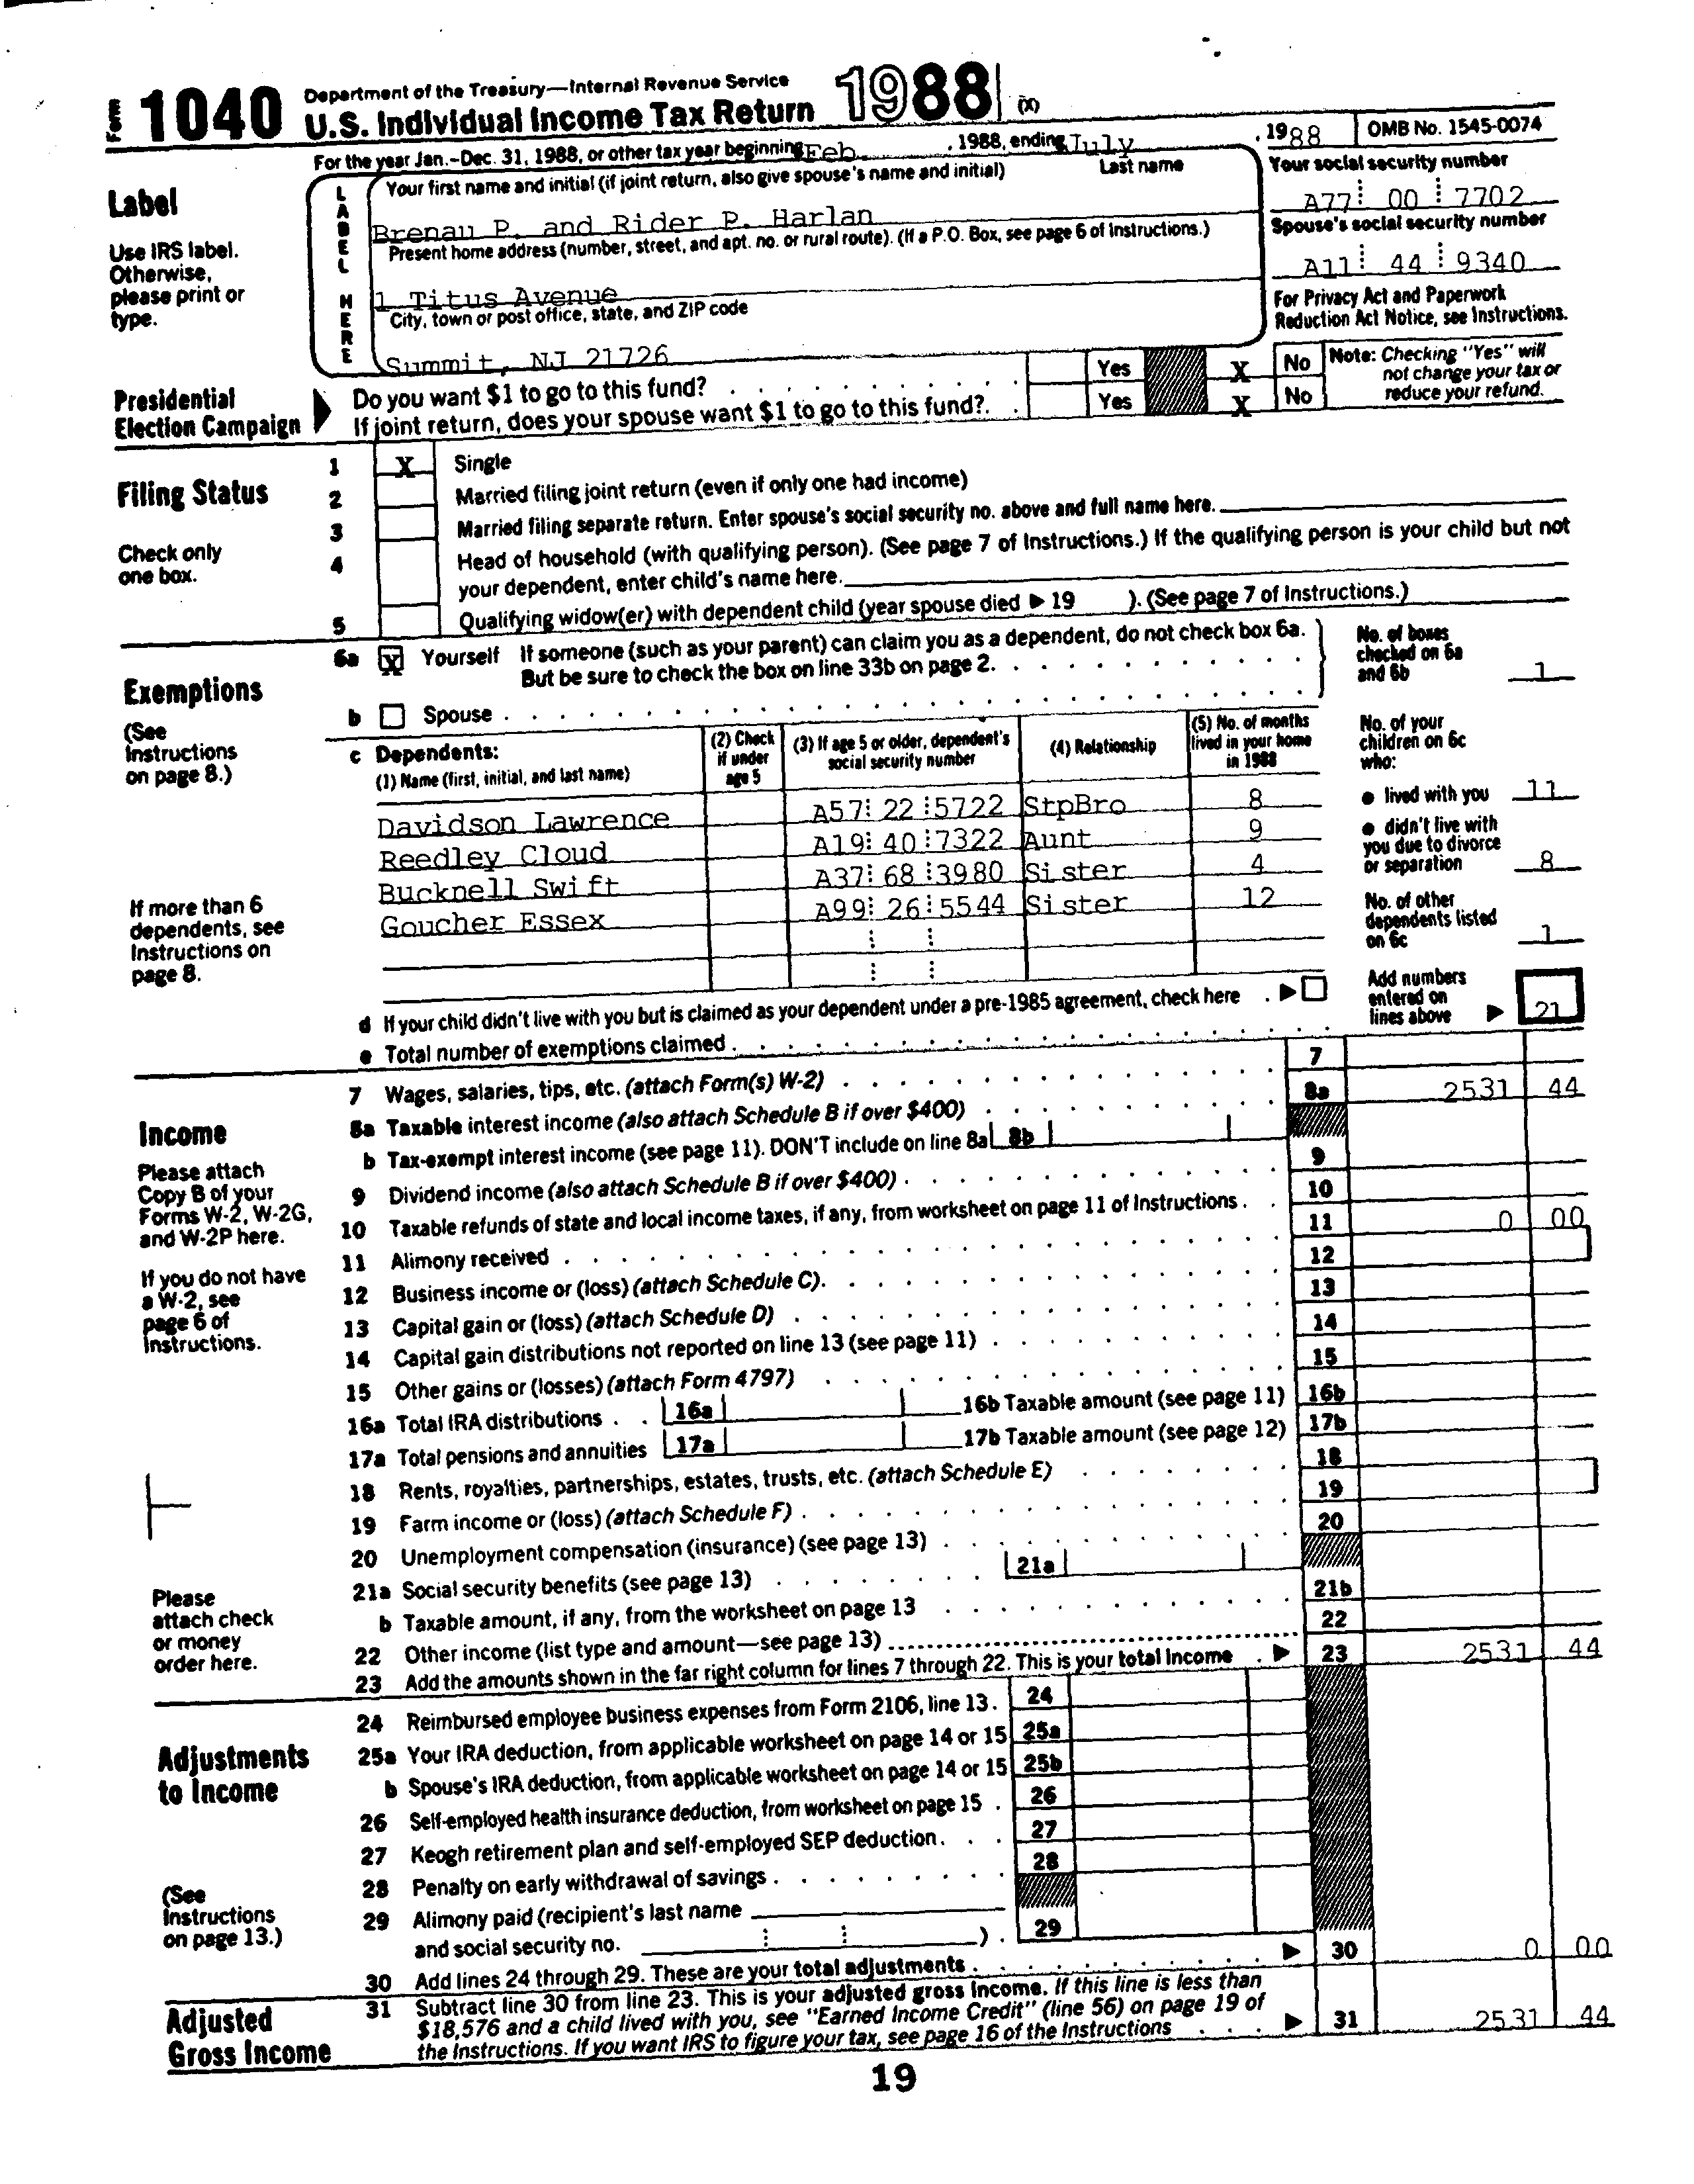 Form 1040 Department of the Treasury—Internal Revenue Service
U.S. Individual Income Tax Return 1988 (X)
For the year Jan.-Dec. 31, 1988, or other tax year beginning Feb. , 1988, ending July , 1988 OMB No. 1545-0074
Label
Use IRS label.
Otherwise,
please print or
type.
LABEL HERE
Your first name and initial (if joint return, also give spouse's name and initial) Last name
Brenau P. and Rider P. Harlan
Present home address (number, street, and apt. no. or rural route). (If a P.O. Box, see page 6 of Instructions.)
1 Titus Avenue
City, town or post office, state, and ZIP code
Summit, NJ 21726
Your social security number
A77 00 7702
Spouse's social security number
A11 44 9340
For Privacy Act and Paperwork
Reduction Act Notice, see Instructions.
Presidential
Election Campaign
Do you want $1 to go to this fund? Yes X No
If joint return, does your spouse want $1 to go to this fund?. Yes X No
Note: Checking "Yes" will
not change your tax or
reduce your refund.
Filing Status
Check only
one box.
1 X Single
2 Married filing joint return (even if only one had income)
3 Married filing separate return. Enter spouse's social security no. above and full name here.
4 Head of household (with qualifying person). (See page 7 of Instructions.) If the qualifying person is your child but not
your dependent, enter child's name here.
5 Qualifying widow(er) with dependent child (year spouse died ▶ 19 ). (See page 7 of Instructions.)
Exemptions
(See
Instructions
on page 8.)
6a X Yourself If someone (such as your parent) can claim you as a dependent, do not check box 6a.
But be sure to check the box on line 33b on page 2.
b Spouse
No. of boxes
checked on 6a
and 6b 1
c Dependents:
(1) Name (first, initial, and last name)
(2) Check
if under
age 5
(3) If age 5 or older, dependent's
social security number
(4) Relationship
(5) No. of months
lived in your home
in 1988
Davidson Lawrence A57 22 5722 StpBro 8
Reedley Cloud A19 40 7322 Aunt 9
Bucknell Swift A37 68 3980 Sister 4
Goucher Essex A99 26 5544 Sister 12
If more than 6
dependents, see
Instructions on
page 8.
No. of your
children on 6c
who:
● lived with you 11
● didn't live with
you due to divorce
or separation 8
No. of other
dependents listed
on 6c 1
d If your child didn't live with you but is claimed as your dependent under a pre-1985 agreement, check here ▶
e Total number of exemptions claimed
Add numbers
entered on
lines above ▶ 21
Income
Please attach
Copy B of your
Forms W-2, W-2G,
and W-2P here.
If you do not have
a W-2, see
page 6 of
Instructions.
Please
attach check
or money
order here.
7 Wages, salaries, tips, etc. (attach Form(s) W-2) 7
8a Taxable interest income (also attach Schedule B if over $400) 8a 2531 44
b Tax-exempt interest income (see page 11). DON'T include on line 8a 8b
9 Dividend income (also attach Schedule B if over $400) 9
10 Taxable refunds of state and local income taxes, if any, from worksheet on page 11 of Instructions 10
11 Alimony received 11 0 00
12 Business income or (loss) (attach Schedule C). 12
13 Capital gain or (loss) (attach Schedule D) 13
14 Capital gain distributions not reported on line 13 (see page 11) 14
15 Other gains or (losses) (attach Form 4797) 15
16a Total IRA distributions 16a 16b Taxable amount (see page 11) 16b
17a Total pensions and annuities 17a 17b Taxable amount (see page 12) 17b
18 Rents, royalties, partnerships, estates, trusts, etc. (attach Schedule E) 18
19 Farm income or (loss) (attach Schedule F) 19
20 Unemployment compensation (insurance) (see page 13) 20
21a Social security benefits (see page 13) 21a
b Taxable amount, if any, from the worksheet on page 13 21b
22 Other income (list type and amount—see page 13) 22
23 Add the amounts shown in the far right column for lines 7 through 22. This is your total income ▶ 23 2531 44
Adjustments
to Income
(See
Instructions
on page 13.)
24 Reimbursed employee business expenses from Form 2106, line 13. 24
25a Your IRA deduction, from applicable worksheet on page 14 or 15 25a
b Spouse's IRA deduction, from applicable worksheet on page 14 or 15 25b
26 Self-employed health insurance deduction, from worksheet on page 15 26
27 Keogh retirement plan and self-employed SEP deduction. 27
28 Penalty on early withdrawal of savings 28
29 Alimony paid (recipient's last name
and social security no. ). 29
30 Add lines 24 through 29. These are your total adjustments ▶ 30 0 00
Adjusted
Gross Income
31 Subtract line 30 from line 23. This is your adjusted gross income. If this line is less than
$18,576 and a child lived with you, see "Earned Income Credit" (line 56) on page 19 of
the Instructions. If you want IRS to figure your tax, see page 16 of the Instructions ▶ 31 2531 44
19